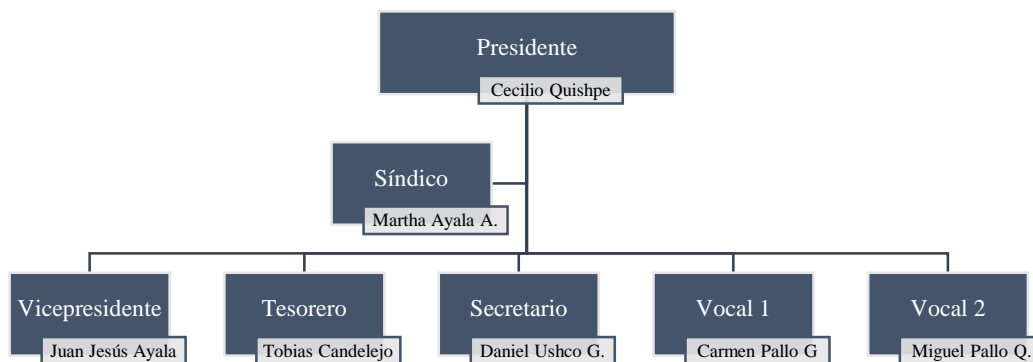 Presidente
Cecilio Quishpe
Síndico
Martha Ayala A.
Vicepresidente
Juan Jesús Ayala
Tesorero
Tobias Candelejo
Secretario
Daniel Ushco G.
Vocal 1
Carmen Pallo G
Vocal 2
Miguel Pallo Q.